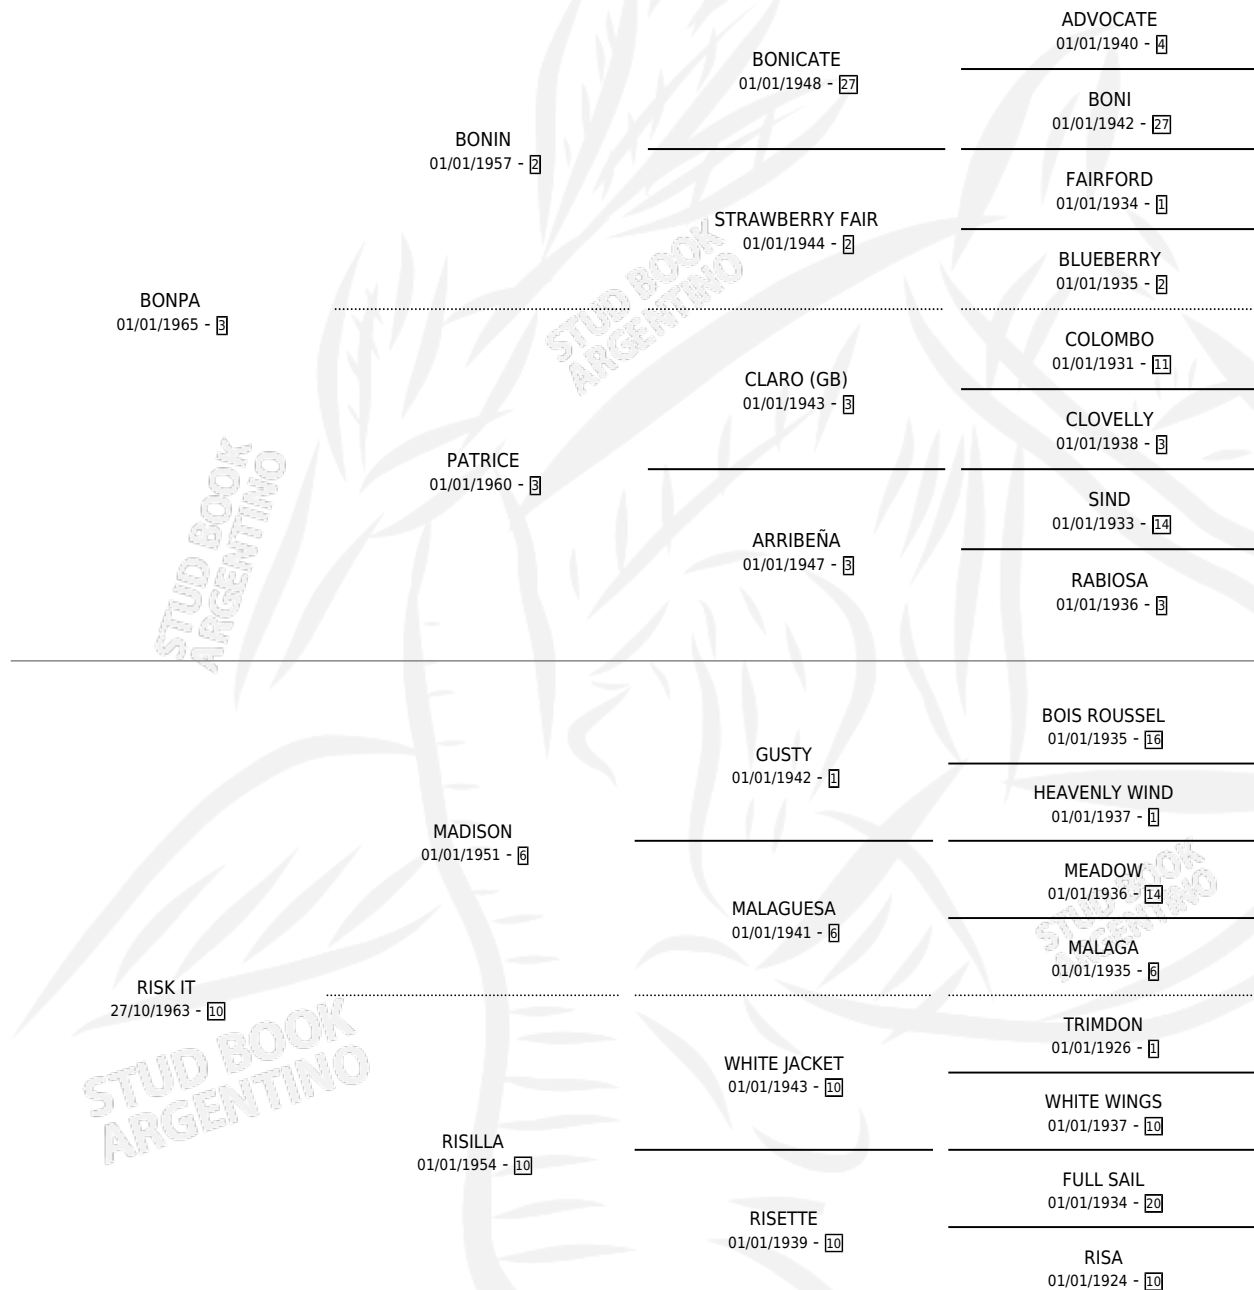 ADVOCATE
01/01/1940 - 4
BONICATE
01/01/1948 - 27
BONI
01/01/1942 - 27
BONIN
01/01/1957 - 2
FAIRFORD
01/01/1934 - 1
STRAWBERRY FAIR
01/01/1944 - 2
BLUEBERRY
01/01/1935 - 2
BONPA
01/01/1965 - 3
COLOMBO
01/01/1931 - 11
CLARO (GB)
01/01/1943 - 3
CLOVELLY
01/01/1938 - 3
PATRICE
01/01/1960 - 3
SIND
01/01/1933 - 14
ARRIBEÑA
01/01/1947 - 3
RABIOSA
01/01/1936 - 3
STUD BOOK
ARGENTINO
STUD BOOK
ARGENTINO
BOIS ROUSSEL
01/01/1935 - 16
GUSTY
01/01/1942 - 1
HEAVENLY WIND
01/01/1937 - 1
MADISON
01/01/1951 - 6
MEADOW
01/01/1936 - 14
MALAGUESA
01/01/1941 - 6
MALAGA
01/01/1935 - 6
RISK IT
27/10/1963 - 10
TRIMDON
01/01/1926 - 1
WHITE JACKET
01/01/1943 - 10
WHITE WINGS
01/01/1937 - 10
RISILLA
01/01/1954 - 10
FULL SAIL
01/01/1934 - 20
RISETTE
01/01/1939 - 10
RISA
01/01/1924 - 10
STUD BOOK
ARGENTINO
STUD BOOK
ARGENTINO